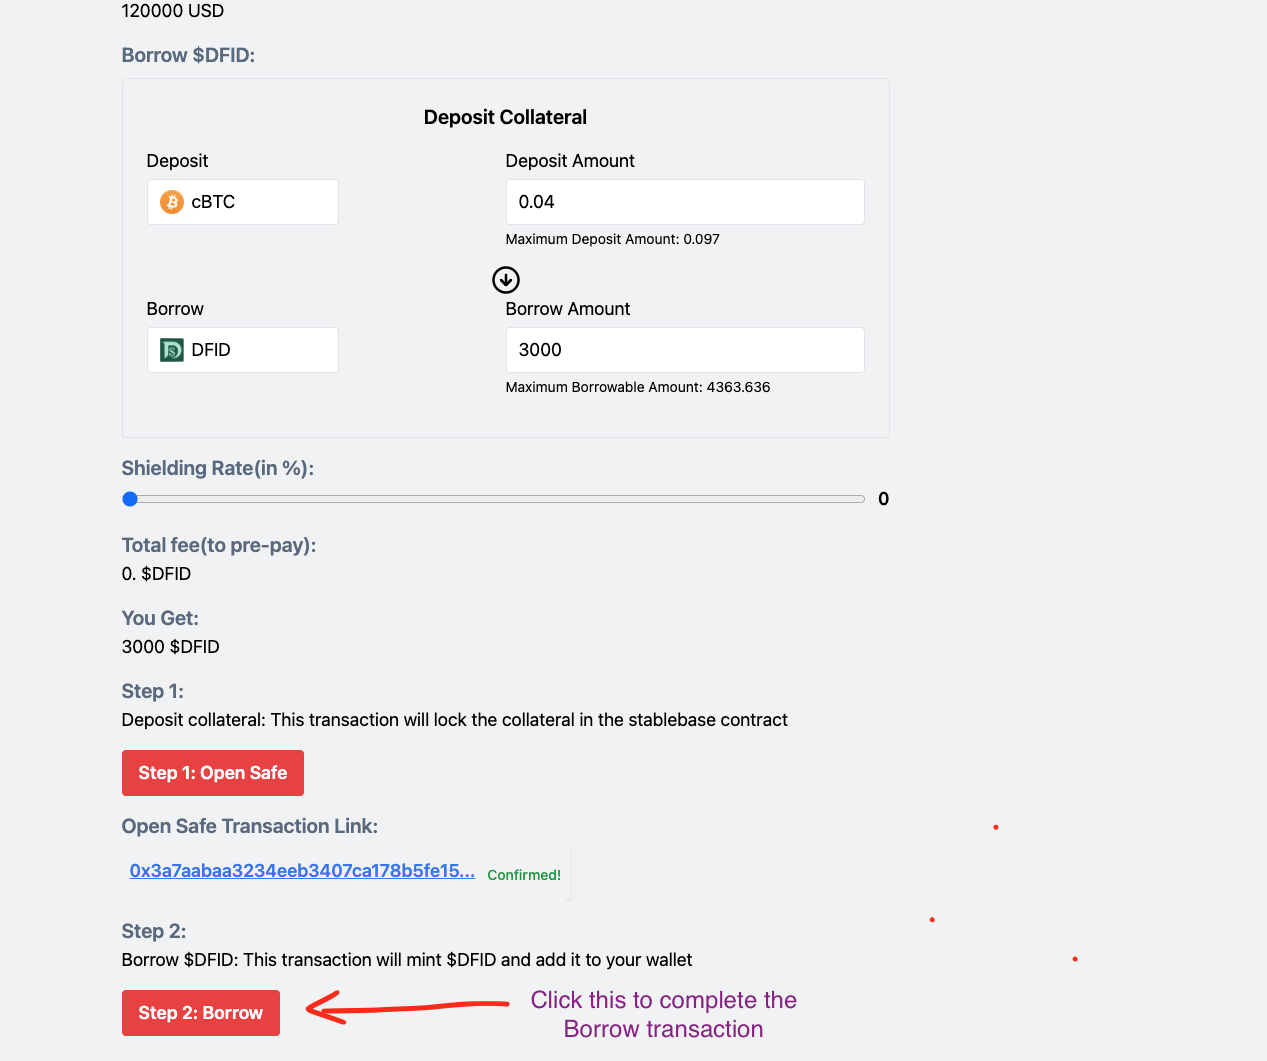 120000 USD
Borrow $DFID:
Deposit Collateral
Deposit
Deposit Amount
cBTC
0.04
Maximum Deposit Amount: 0.097
Borrow
Borrow Amount
DFID
3000
Maximum Borrowable Amount: 4363.636
Shielding Rate(in %):
0
Total fee(to pre-pay):
0. $DFID
You Get:
3000 $DFID
Step 1:
Deposit collateral: This transaction will lock the collateral in the stablebase contract
Step 1: Open Safe
Open Safe Transaction Link:
0x3a7aabaa3234eeb3407ca178b5fe15... Confirmed!
Step 2:
Borrow $DFID: This transaction will mint $DFID and add it to your wallet
Step 2: Borrow
Click this to complete the
Borrow transaction